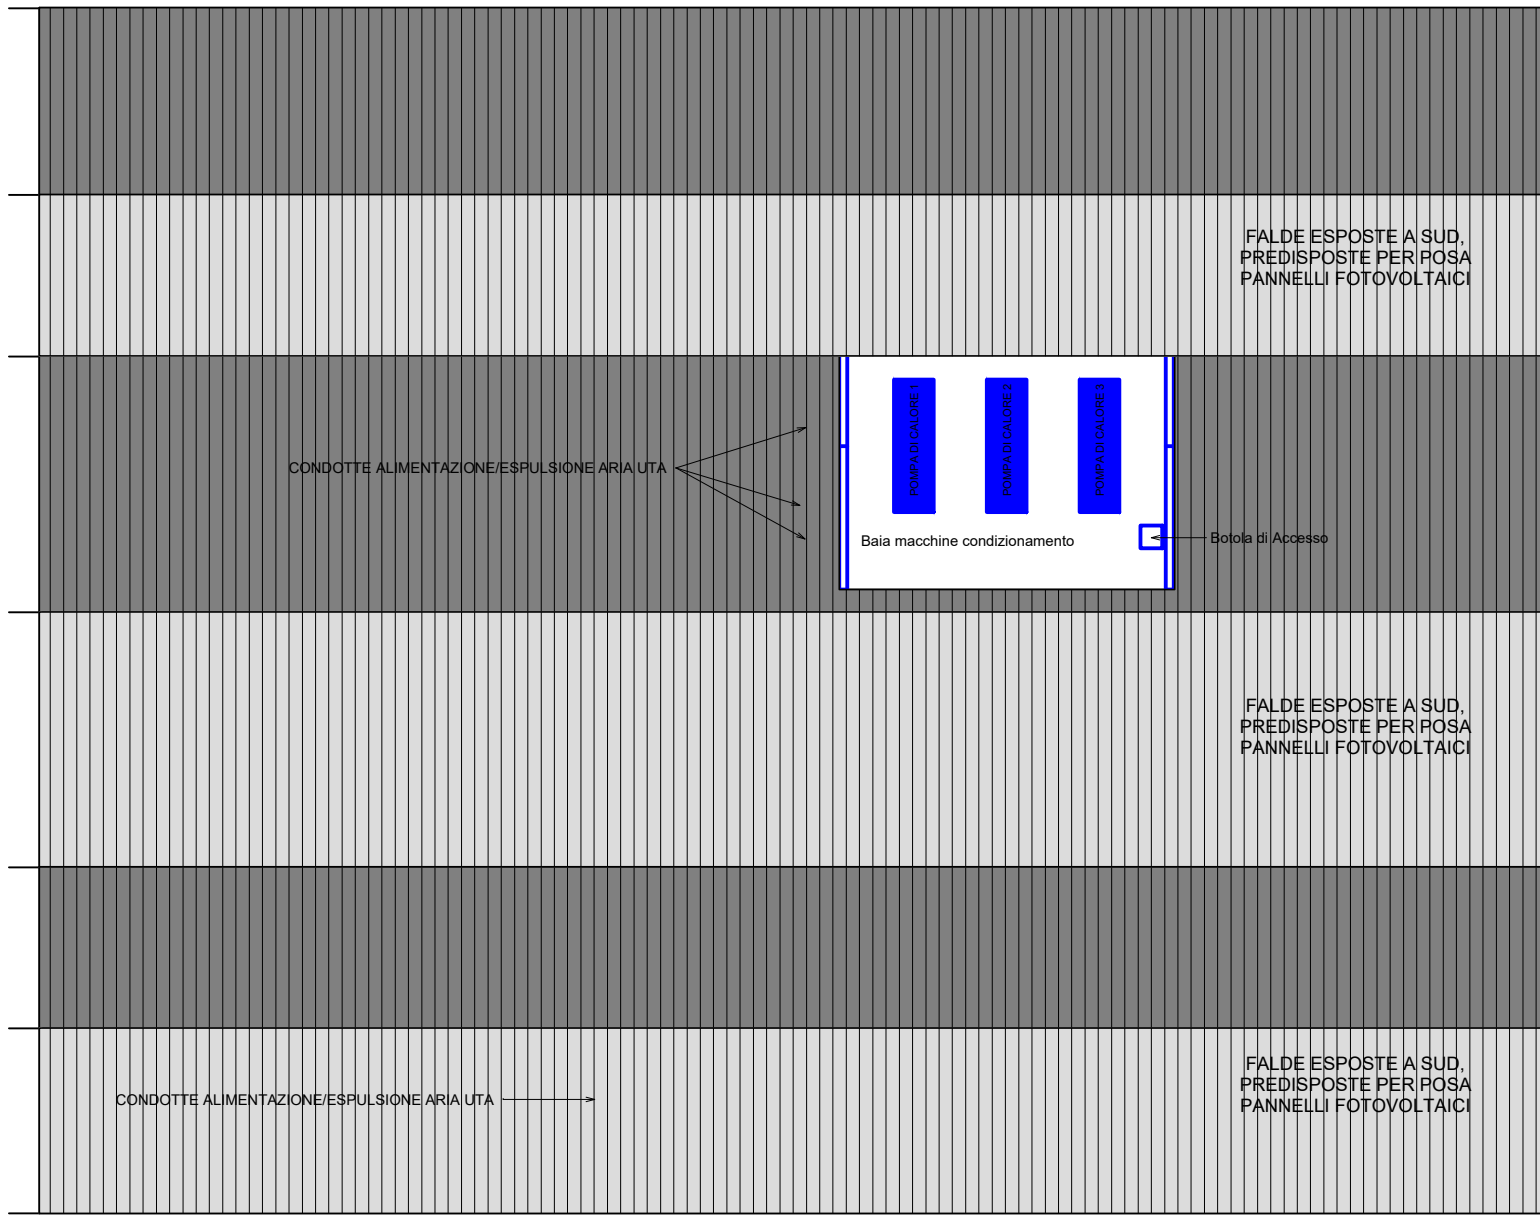 FALDE ESPOSTE A SUD,
PREDISPOSTE PER POSA
PANNELLI FOTOVOLTAICI
POMPA DI CALORE 1
POMPA DI CALORE 2
POMPA DI CALORE 3
CONDOTTE ALIMENTAZIONE/ESPULSIONE ARIA UTA
Baia macchine condizionamento
Botola di Accesso
FALDE ESPOSTE A SUD,
PREDISPOSTE PER POSA
PANNELLI FOTOVOLTAICI
FALDE ESPOSTE A SUD,
PREDISPOSTE PER POSA
PANNELLI FOTOVOLTAICI
CONDOTTE ALIMENTAZIONE/ESPULSIONE ARIA UTA